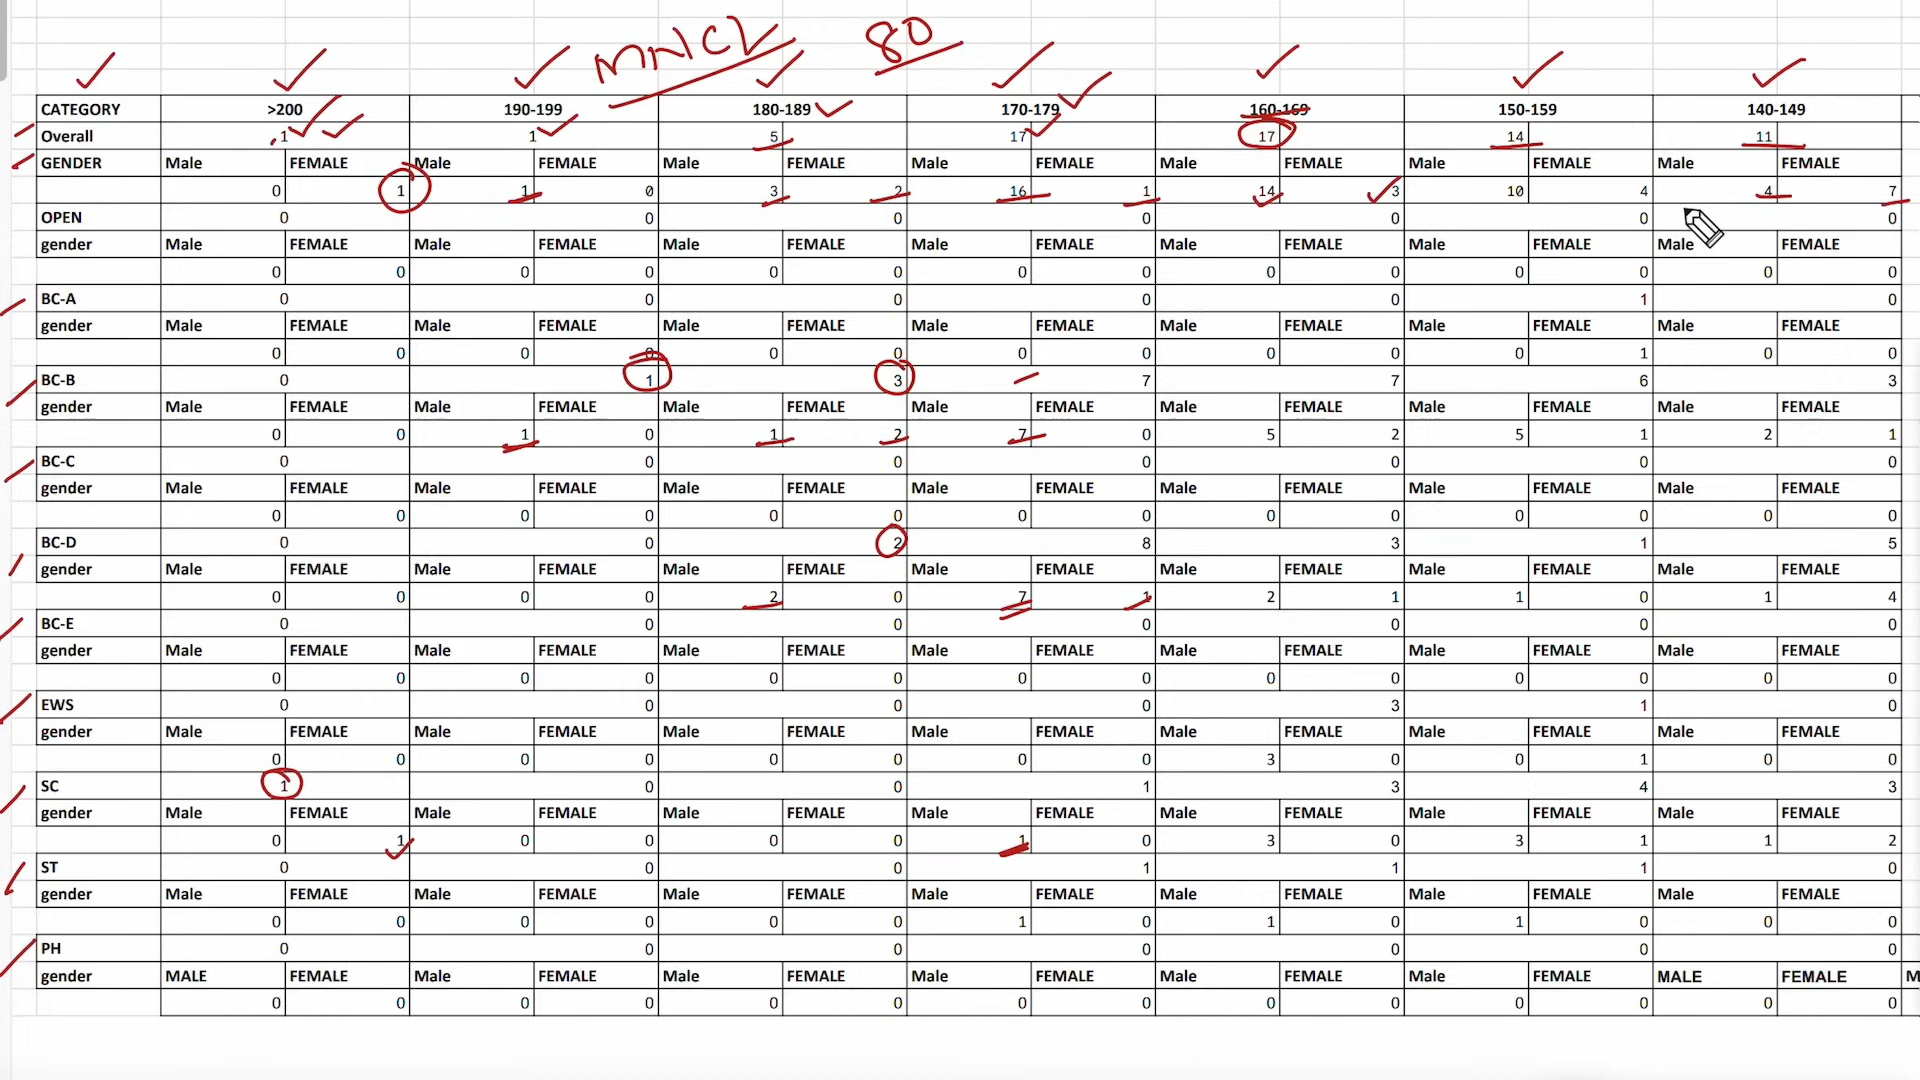 MNCV 80
CATEGORY >200 190-199 180-189 170-179 160-169 150-159 140-149
Overall 1 1 5 17 17 14 11
GENDER Male FEMALE Male FEMALE Male FEMALE Male FEMALE Male FEMALE Male FEMALE Male FEMALE
0 1 1 0 3 2 16 1 14 3 10 4 4 7
OPEN 0 0 0 0 0 0 0
gender Male FEMALE Male FEMALE Male FEMALE Male FEMALE Male FEMALE Male FEMALE Male FEMALE
0 0 0 0 0 0 0 0 0 0 0 0 0 0
BC-A 0 0 0 0 0 1 0
gender Male FEMALE Male FEMALE Male FEMALE Male FEMALE Male FEMALE Male FEMALE Male FEMALE
0 0 0 0 0 0 0 0 0 0 0 1 0 0
BC-B 0 1 3 7 7 6 3
gender Male FEMALE Male FEMALE Male FEMALE Male FEMALE Male FEMALE Male FEMALE Male FEMALE
0 0 1 0 1 2 7 0 5 2 5 1 2 1
BC-C 0 0 0 0 0 0 0
gender Male FEMALE Male FEMALE Male FEMALE Male FEMALE Male FEMALE Male FEMALE Male FEMALE
0 0 0 0 0 0 0 0 0 0 0 0 0 0
BC-D 0 0 2 8 3 1 5
gender Male FEMALE Male FEMALE Male FEMALE Male FEMALE Male FEMALE Male FEMALE Male FEMALE
0 0 0 0 2 0 7 1 2 1 1 0 1 4
BC-E 0 0 0 0 0 0 0
gender Male FEMALE Male FEMALE Male FEMALE Male FEMALE Male FEMALE Male FEMALE Male FEMALE
0 0 0 0 0 0 0 0 0 0 0 0 0 0
EWS 0 0 0 0 3 1 0
gender Male FEMALE Male FEMALE Male FEMALE Male FEMALE Male FEMALE Male FEMALE Male FEMALE
0 0 0 0 0 0 0 0 3 0 0 1 0 0
SC 1 0 0 1 3 4 3
gender Male FEMALE Male FEMALE Male FEMALE Male FEMALE Male FEMALE Male FEMALE Male FEMALE
0 1 0 0 0 0 1 0 3 0 3 1 1 2
ST 0 0 0 1 1 1 0
gender Male FEMALE Male FEMALE Male FEMALE Male FEMALE Male FEMALE Male FEMALE Male FEMALE
0 0 0 0 0 0 1 0 1 0 1 0 0 0
PH 0 0 0 0 0 0 0
gender MALE FEMALE Male FEMALE Male FEMALE Male FEMALE Male FEMALE Male FEMALE MALE FEMALE
0 0 0 0 0 0 0 0 0 0 0 0 0 0